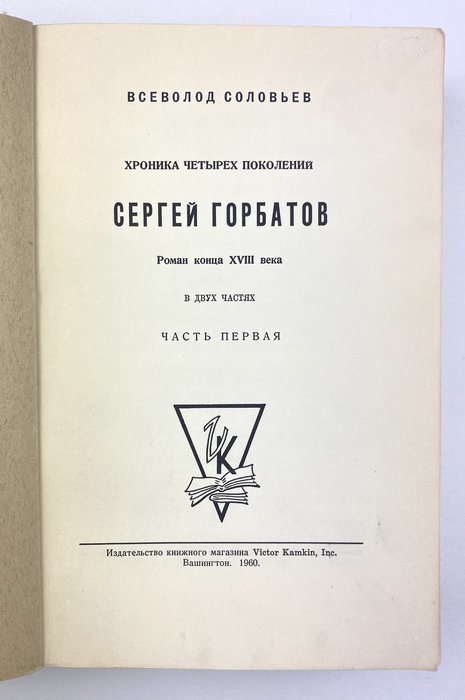 ВСЕВОЛОД СОЛОВЬЕВ
ХРОНИКА ЧЕТЫРЕХ ПОКОЛЕНИЙ
СЕРГЕЙ ГОРБАТОВ
Роман конца XVIII века
В ДВУХ ЧАСТЯХ
ЧАСТЬ ПЕРВАЯ
VK
Издательство книжного магазина Victor Kamkin, Inc.
Вашингтон. 1960.